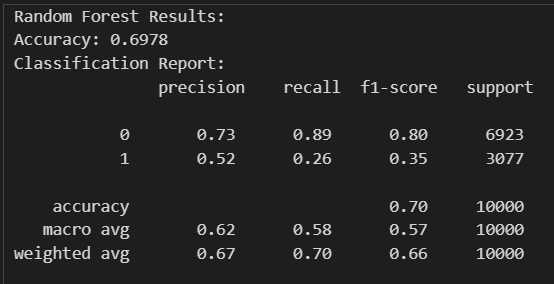 Random Forest Results:
Accuracy: 0.6978
Classification Report:
precision recall f1-score support
0 0.73 0.89 0.80 6923
1 0.52 0.26 0.35 3077
accuracy 0.70 10000
macro avg 0.62 0.58 0.57 10000
weighted avg 0.67 0.70 0.66 10000